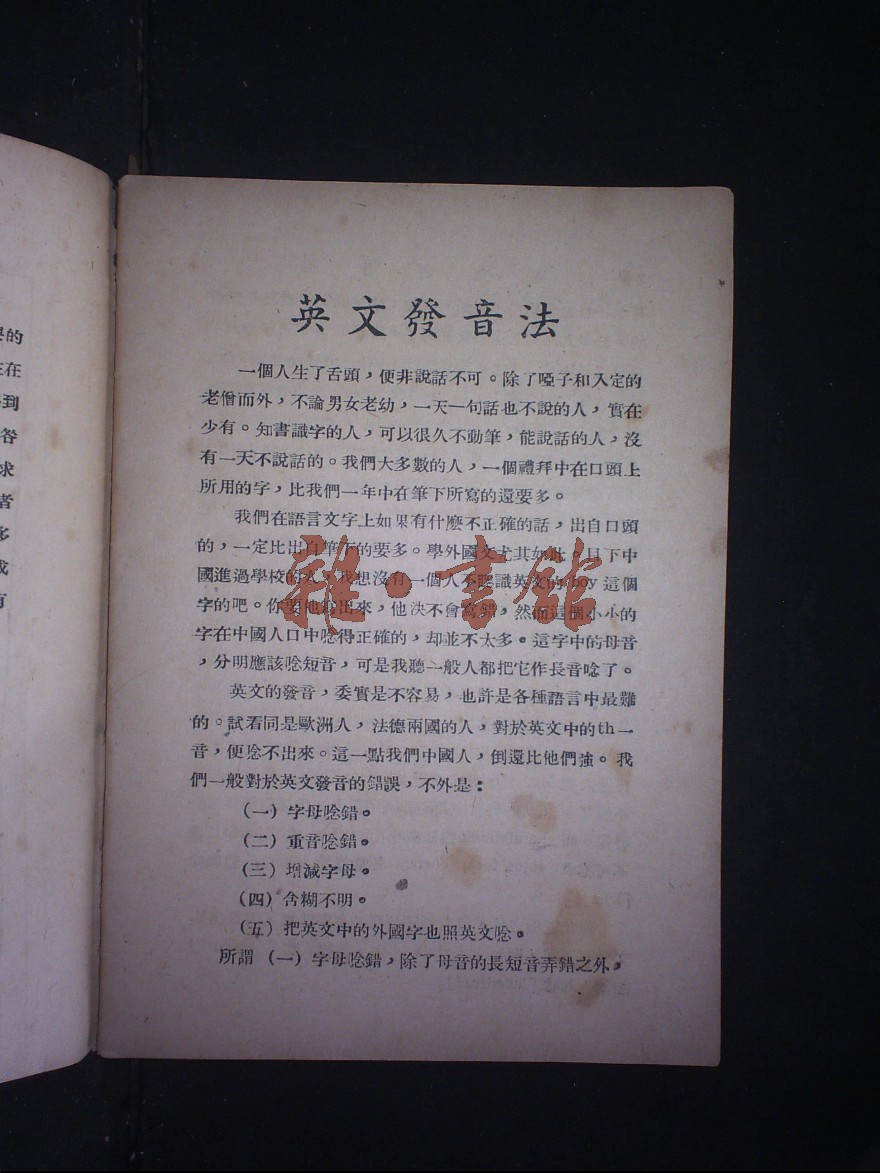 英文發音法
一個人生了舌頭，便非說話不可。除了啞子和入定的
老僧而外，不論男女老幼，一天一句話也不說的人，實在
少有。知書識字的人，可以很久不動筆，能說話的人，沒
有一天不說話的。我們大多數的人，一個禮拜中在口頭上
所用的字，比我們一年中在筆下所寫的還要多。
我們在語言文字上如果有什麼不正確的話，出自口頭
的，一定比出自筆下的要多。學外國文尤其如此。目下中
國進過學校的人，我想沒有一個人不認識英文的 boy 這個
字的吧。你要他寫出來，他決不會寫錯，然而這個小小的
字在中國人口中唸得正確的，却並不太多。這字中的母音
，分明應該唸短音，可是我聽一般人都把它作長音唸了。
英文的發音，委實是不容易，也許是各種語言中最難
的。試看同是歐洲人，法德兩國的人，對於英文中的th一
音，便唸不出來。這一點我們中國人，倒還比他們強。我
們一般對於英文發音的錯誤，不外是：
（一）字母唸錯。
（二）重音唸錯。
（三）增減字母。
（四）含糊不明。
（五）把英文中的外國字也照英文唸。
所謂（一）字母唸錯，除了母音的長短音弄錯之外，
雜·書館
的
在
到
咎
求
者
多
成
有